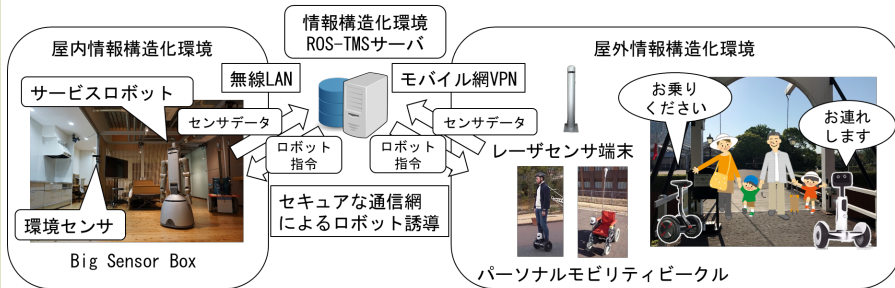 情報構造化環境
ROS-TMSサーバ
屋内情報構造化環境
屋外情報構造化環境
無線LAN
モバイル網VPN
サービスロボット
センサデータ
センサデータ
ロボット
指令
ロボット
指令
お乗り
ください
お連れ
します
レーザセンサ端末
セキュアな通信網
によるロボット誘導
環境センサ
Big Sensor Box
パーソナルモビリティビークル